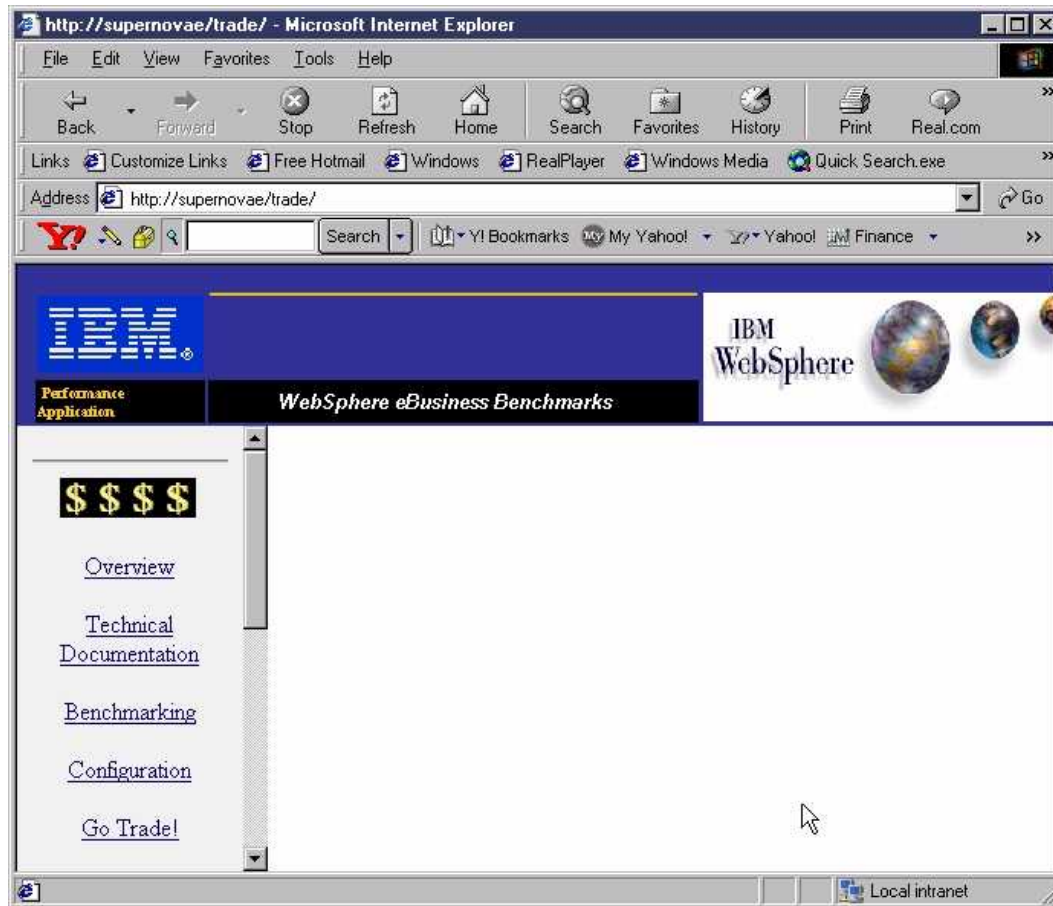 http://supernovae/trade/ - Microsoft Internet Explorer
File Edit View Favorites Tools Help
Back Forward Stop Refresh Home Search Favorites History Print Real.com »
Links Customize Links Free Hotmail Windows RealPlayer Windows Media Quick Search.exe »
Address http://supernovae/trade/ Go
Y! Search Y! Bookmarks My My Yahoo! Y! Yahoo! Finance »
IBM®
IBM
WebSphere
Performance
Application
WebSphere eBusiness Benchmarks
$ $ $ $
Overview
Technical
Documentation
Benchmarking
Configuration
Go Trade!
Local intranet